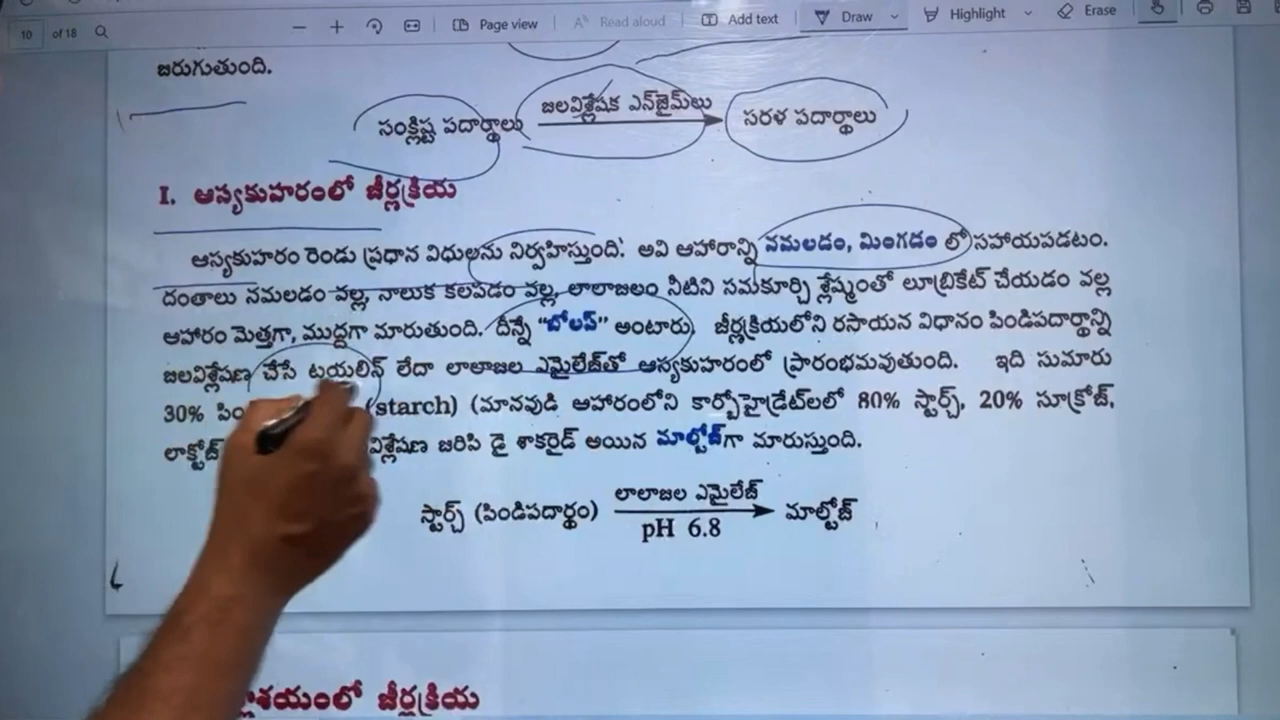 10 of 18 Page view Read aloud Add text Draw Highlight Erase
జరుగుతుంది.
సంక్లిష్ట పదార్థాలు జలవిశ్లేషక ఎన్‌జైమ్‌లు సరళ పదార్థాలు
I. ఆస్యకుహరంలో జీర్ణక్రియ
ఆస్యకుహరం రెండు ప్రధాన విధులను నిర్వహిస్తుంది. అవి ఆహారాన్ని నమలడం, మింగడం లో సహాయపడటం.
దంతాలు నమలడం వల్ల, నాలుక కలపడం వల్ల, లాలాజలం నీటిని సమకూర్చి శ్లేష్మంతో లూబ్రికేట్ చేయడం వల్ల
ఆహారం మెత్తగా, ముద్దగా మారుతుంది. దీన్నే "బోలస్" అంటారు. జీర్ణక్రియలోని రసాయన విధానం పిండిపదార్థాన్ని
జలవిశ్లేషణ చేసే టయలిన్ లేదా లాలాజల ఎమైలేజ్‌తో ఆస్యకుహరంలో ప్రారంభమవుతుంది. ఇది సుమారు
30% (starch) (మానవుడి ఆహారంలోని కార్బోహైడ్రేట్‌లలో 80% స్టార్చ్, 20% సూక్రోజ్,
లాక్టోజ్ జరిపి డై శాకరైడ్ అయిన మాల్టోజ్‌గా మారుస్తుంది.
స్టార్చ్ (పిండిపదార్థం) లాలాజల ఎమైలేజ్ మాల్టోజ్
pH 6.8
జీర్ణక్రియ